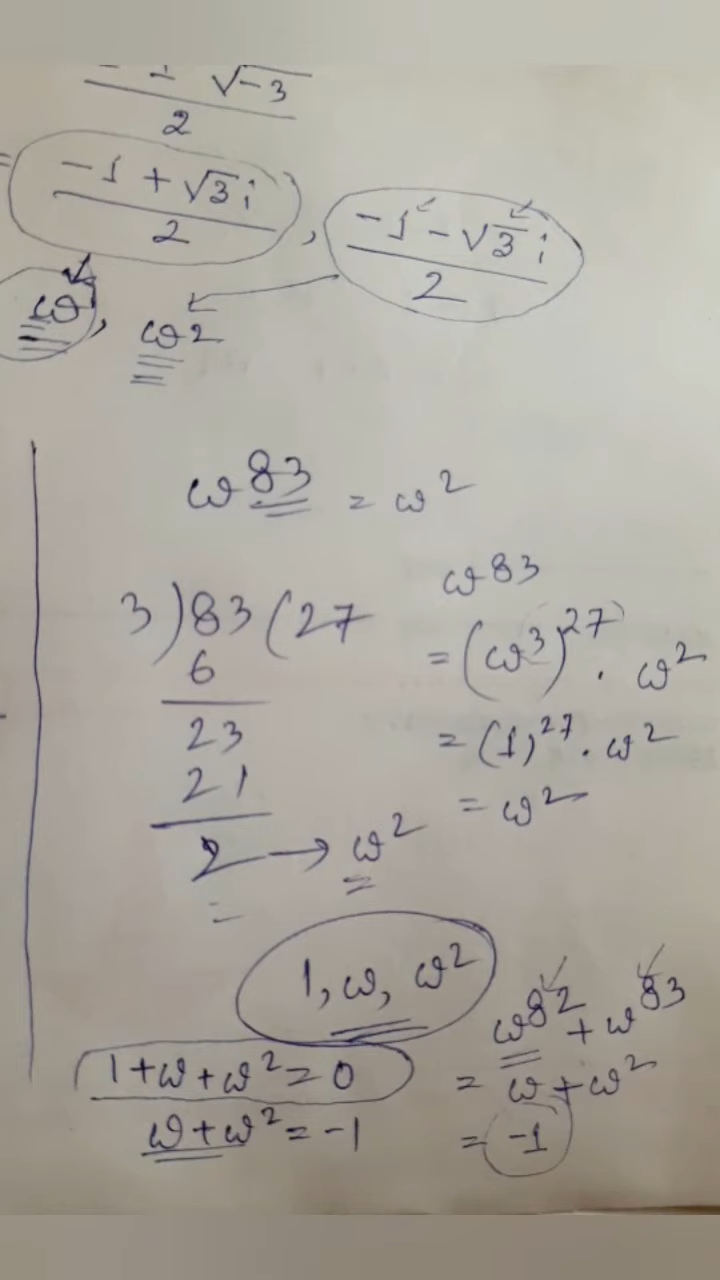 √-3
2
= -1 + √3 i / 2 , -1 - √3 i / 2
ω, ω2
ω83 = ω2
3)83(27
6
23
21
2 → ω2
ω83
= (ω3)27 . ω2
= (1)27 . ω2
= ω2
1, ω, ω2
1+ω+ω2=0
ω+ω2=-1
ω82 + ω83
= ω+ω2
= -1